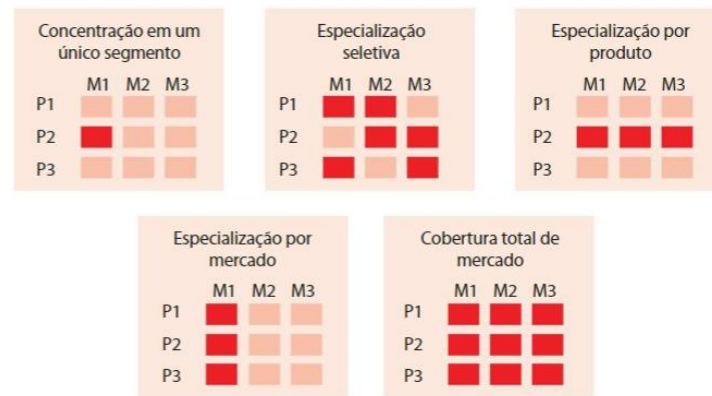 Concentração em um
único segmento
M1 M2 M3
P1
P2
P3
Especialização
seletiva
M1 M2 M3
P1
P2
P3
Especialização por
produto
M1 M2 M3
P1
P2
P3
Especialização por
mercado
M1 M2 M3
P1
P2
P3
Cobertura total de
mercado
M1 M2 M3
P1
P2
P3